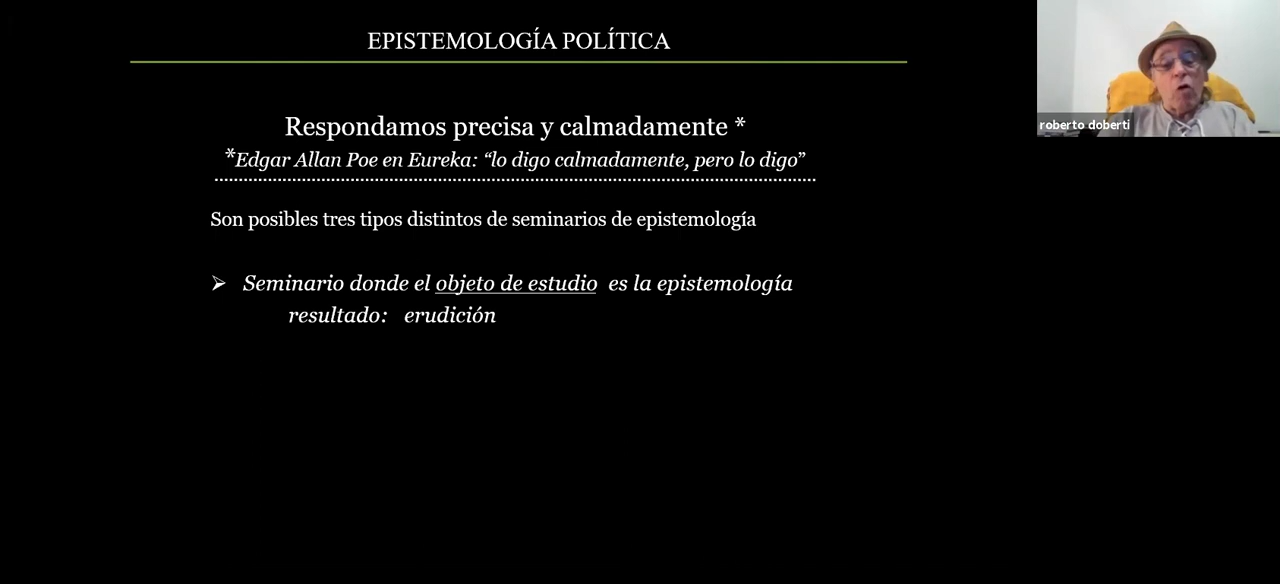 EPISTEMOLOGÍA POLÍTICA
Respondamos precisa y calmadamente *
*Edgar Allan Poe en Eureka: “lo digo calmadamente, pero lo digo”
Son posibles tres tipos distintos de seminarios de epistemología
➢ Seminario donde el objeto de estudio es la epistemología
resultado: erudición
roberto doberti